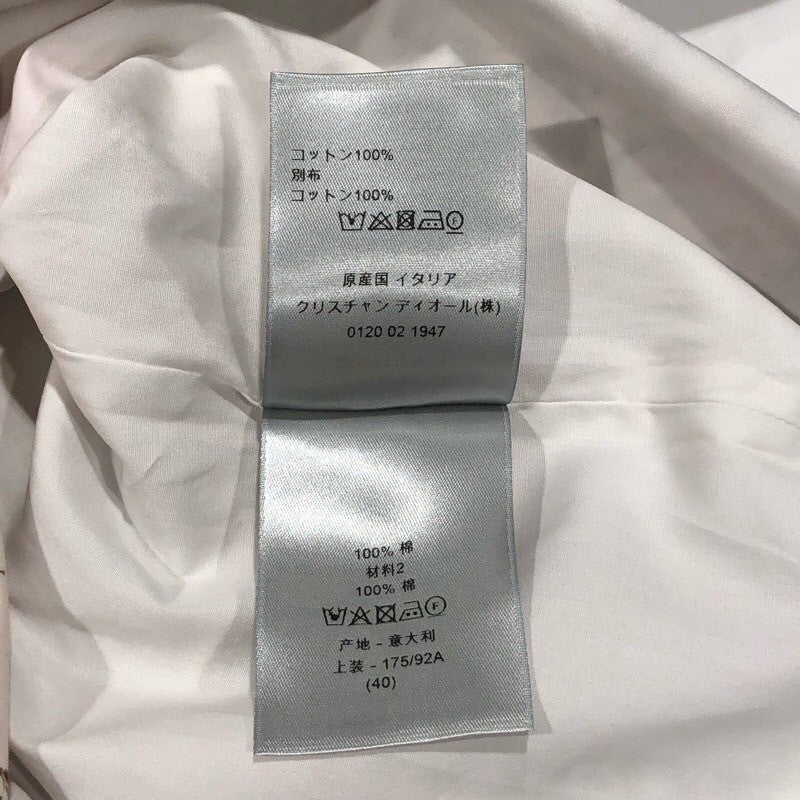 コットン100%
別布
コットン100%
原産国 イタリア
クリスチャン ディオール(株)
0120 02 1947
100% 棉
材料2
100% 棉
F
产地 - 意大利
上装 - 175/92A
(40)